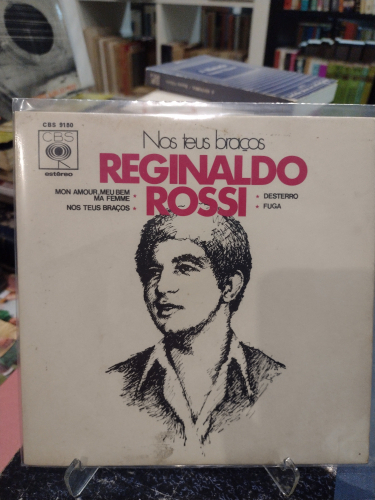 CBS 9180
CBS
estéreo
Nos teus braços
REGINALDO
ROSSI
MON AMOUR, MEU BEM
MA FEMME
NOS TEUS BRAÇOS
DESTERRO
FUGA